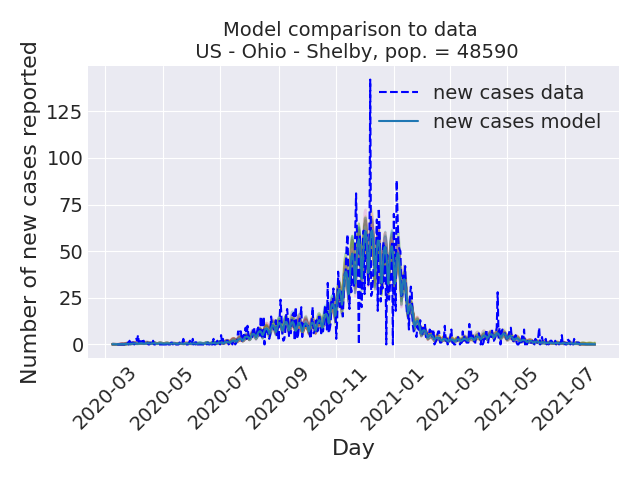 Model comparison to data
US - Ohio - Shelby, pop. = 48590
Number of new cases reported
125
100
75
50
25
0
new cases data
new cases model
2020-03
2020-05
2020-07
2020-09
2020-11
2021-01
2021-03
2021-05
2021-07
Day